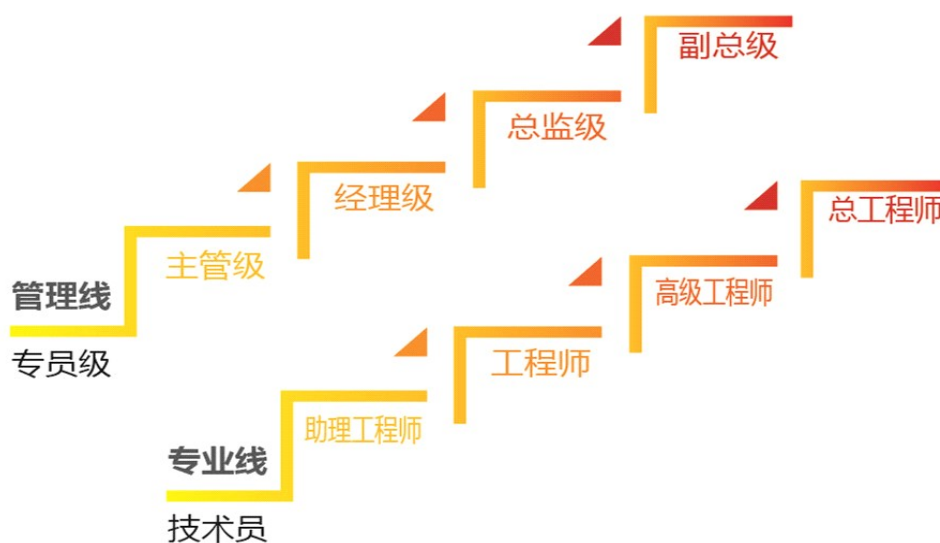 副总级
总监级
经理级
主管级
管理线
专员级
总工程师
高级工程师
工程师
助理工程师
专业线
技术员